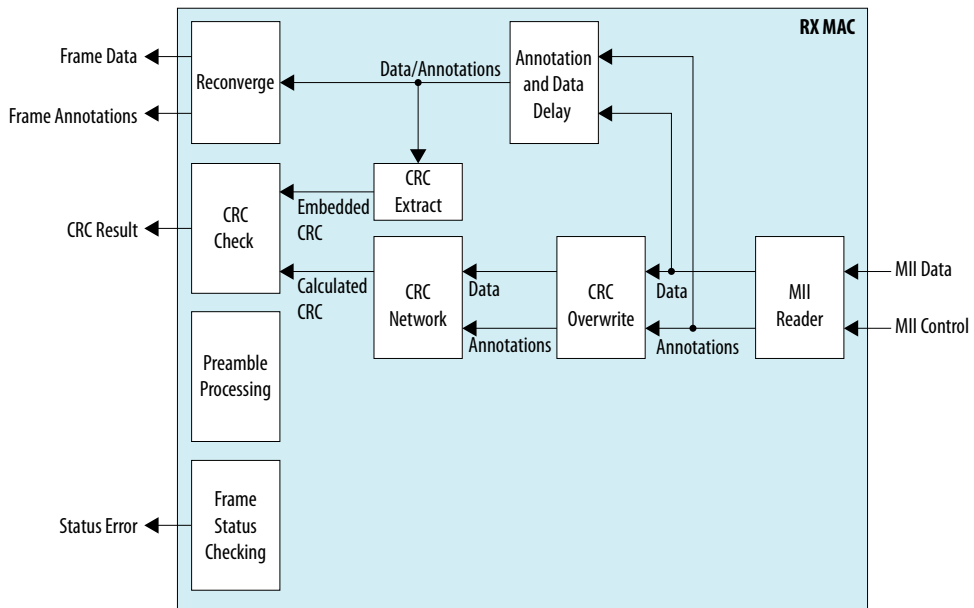 RX MAC
Frame Data
Frame Annotations
Reconverge
Data/Annotations
Annotation
and Data
Delay
CRC
Extract
Embedded
CRC
CRC
Check
CRC Result
Calculated
CRC
CRC
Network
Data
Annotations
CRC
Overwrite
Data
Annotations
MII
Reader
MII Data
MII Control
Preamble
Processing
Status Error
Frame
Status
Checking